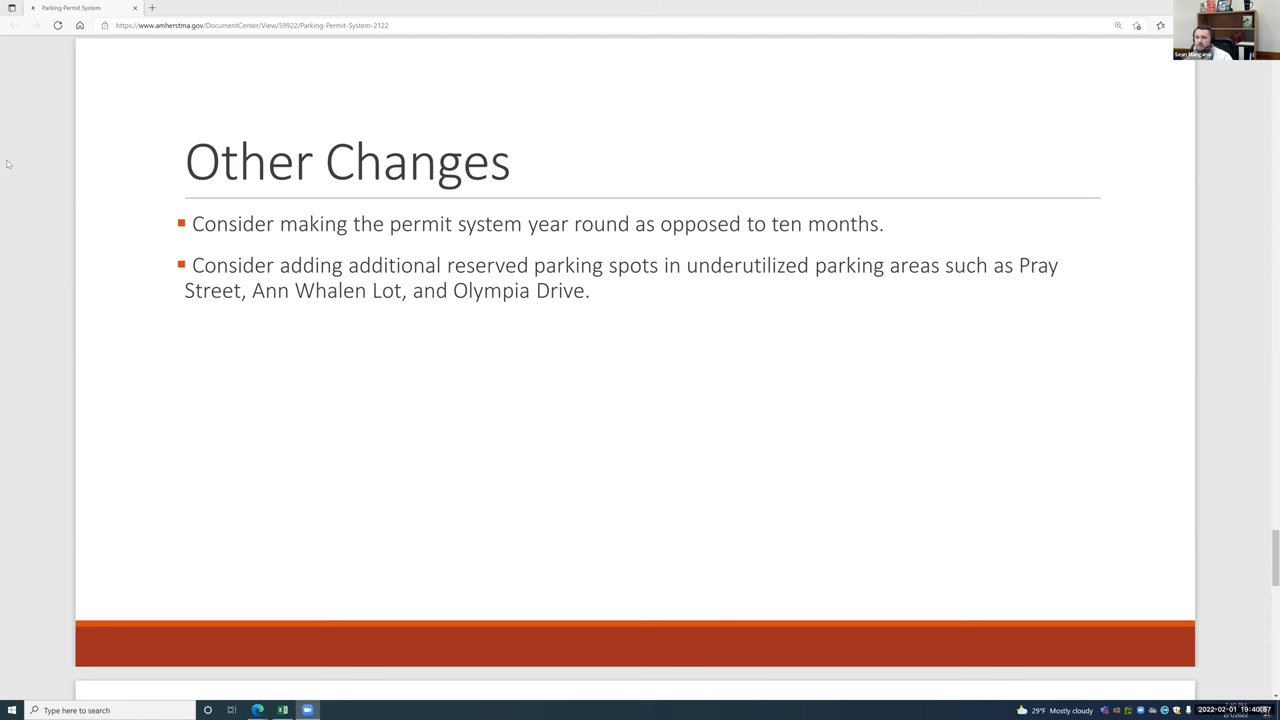 Parking Permit System
https://www.amherstma.gov/DocumentCenter/View/59922/Parking-Permit-System-2122
Sean Mangano
Other Changes
Consider making the permit system year round as opposed to ten months.
Consider adding additional reserved parking spots in underutilized parking areas such as Pray
Street, Ann Whalen Lot, and Olympia Drive.
Type here to search
29°F Mostly cloudy
2022-02-01 19:40:57